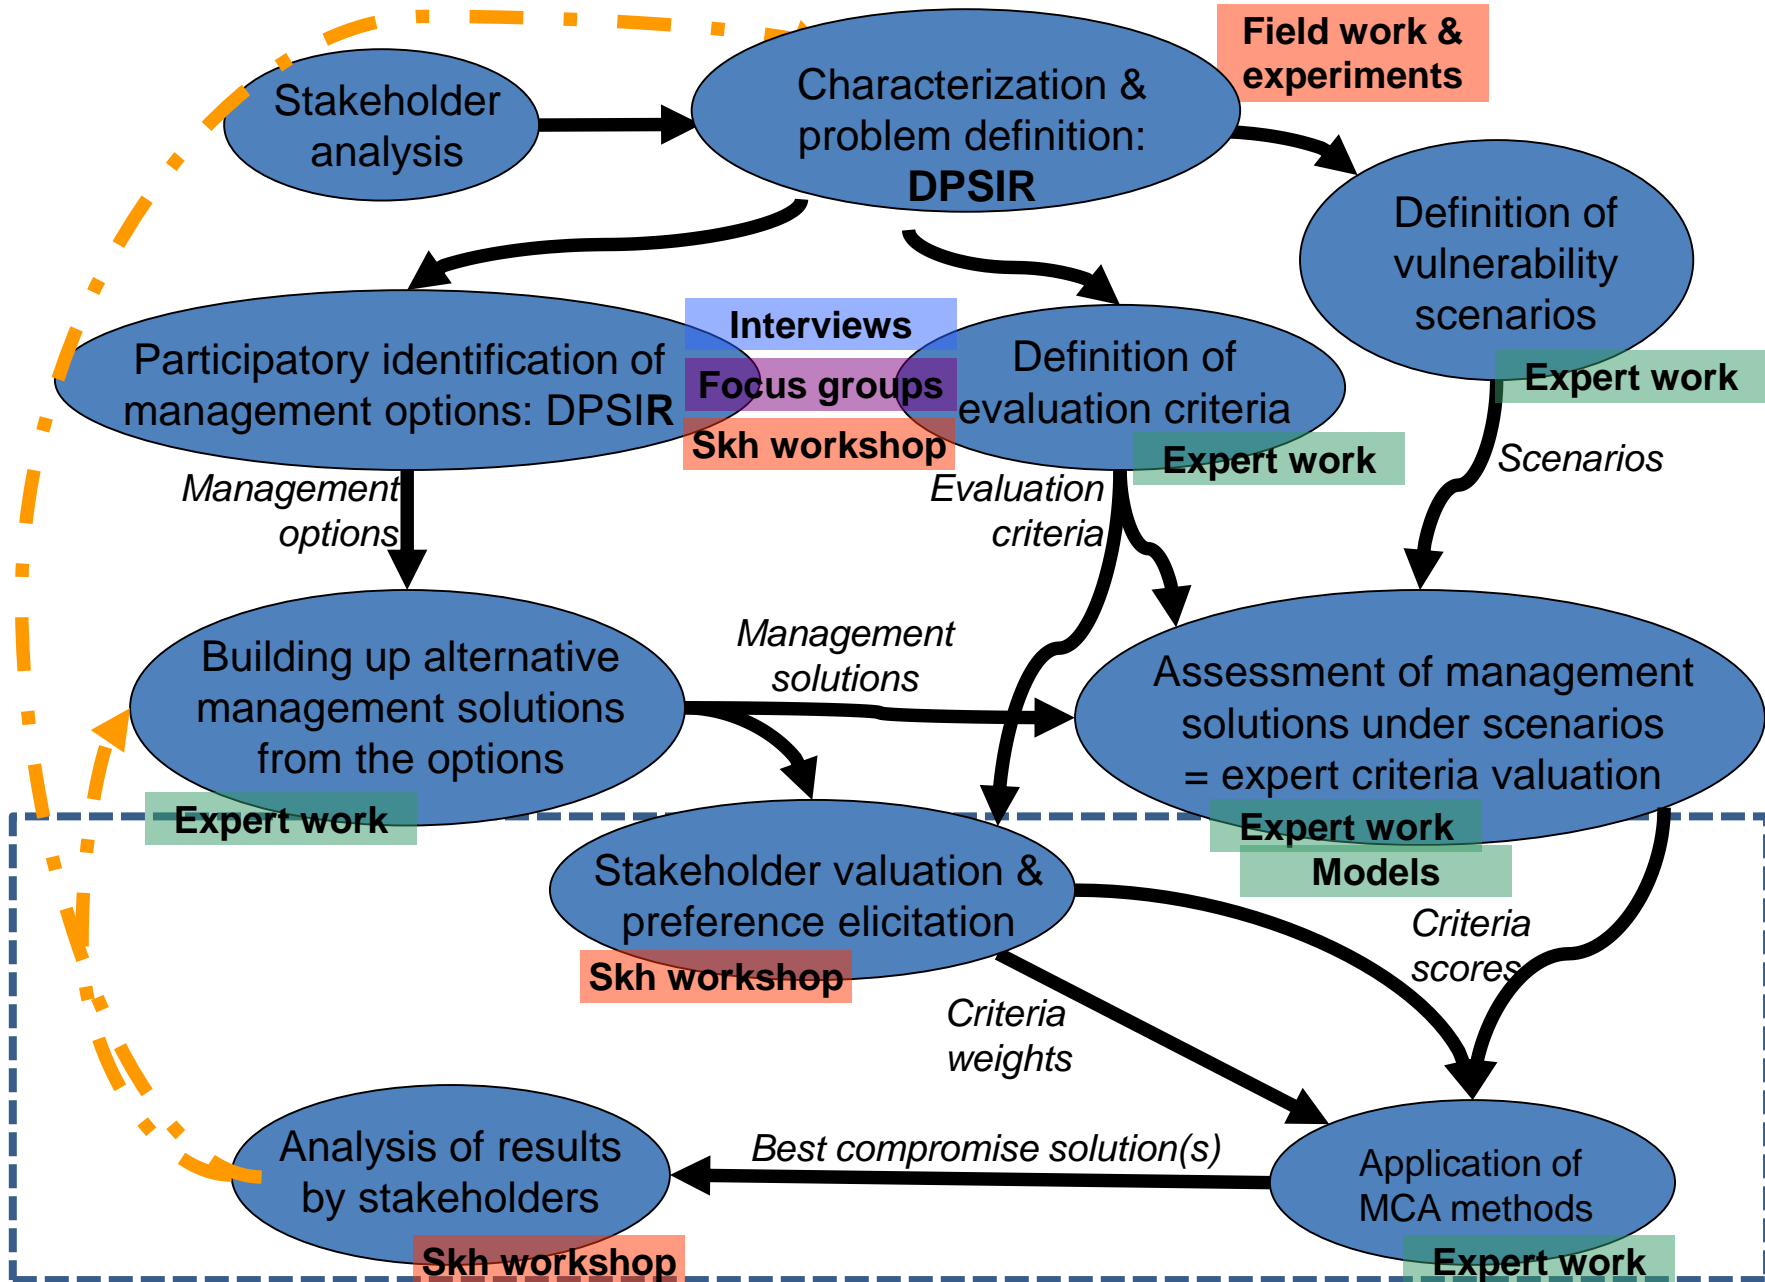 Field work &
experiments
Stakeholder
analysis
Characterization &
problem definition:
DPSIR
Definition of
vulnerability
scenarios
Expert work
Participatory identification of
management options: DPSIR
Interviews
Focus groups
Skh workshop
Definition of
evaluation criteria
Expert work
Management
options
Evaluation
criteria
Scenarios
Building up alternative
management solutions
from the options
Expert work
Management
solutions
Assessment of management
solutions under scenarios
= expert criteria valuation
Expert work
Models
Stakeholder valuation &
preference elicitation
Skh workshop
Criteria
scores
Criteria
weights
Analysis of results
by stakeholders
Skh workshop
Best compromise solution(s)
Application of
MCA methods
Expert work